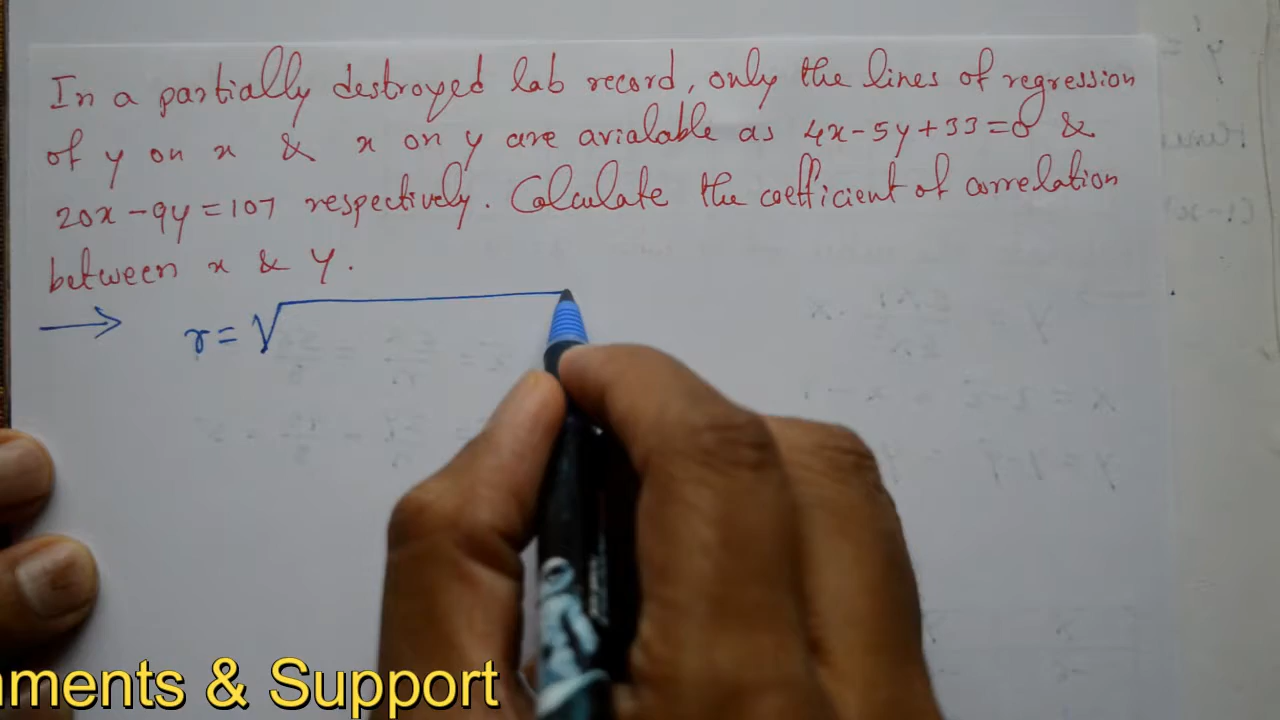 In a partially destroyed lab record, only the lines of regression
of y on x & x on y are avialable as 4x-5y+33=0 &
20x-9y=107 respectively. Calculate the coefficient of correlation
between x & y.
→ r=√
mments & Support